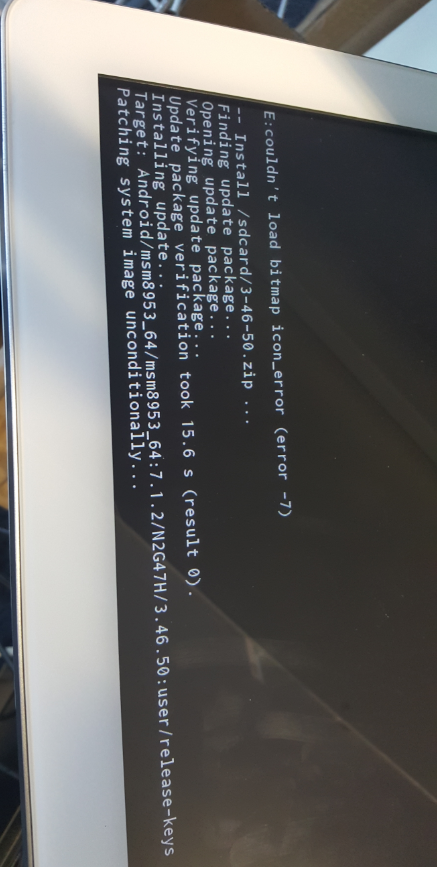 E:couldn't load bitmap icon_error (error -7)
-- Install /sdcard/3-46-50.zip ...
Finding update package...
Opening update package...
Verifying update package...
Update package verification took 15.6 s (result 0).
Installing update...
Target: Android/msm8953_64/msm8953_64:7.1.2/N2G47H/3.46.50:user/release-keys
Patching system image unconditionally...